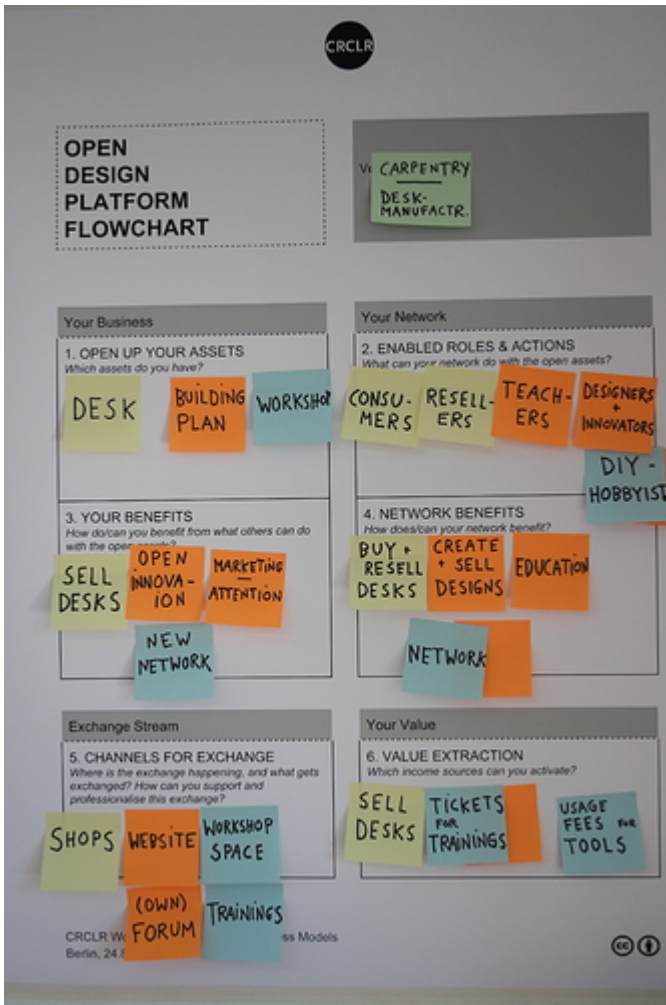 CRCLR
OPEN
DESIGN
PLATFORM
FLOWCHART
CARPENTRY
DESK-
MANUFACTR.
Your Business
1. OPEN UP YOUR ASSETS
Which assets do you have?
DESK
BUILDING
PLAN
WORKSHOP
Your Network
2. ENABLED ROLES & ACTIONS
What can your network do with the open assets?
CONSU-
MERS
RESELL-
ERS
TEACH-
ERS
DESIGNERS
+
INNOVATORS
DIY -
HOBBYIST
3. YOUR BENEFITS
How do/can you benefit from what others can do
with the open assets?
SELL
DESKS
OPEN
INNOVA-
ION
MARKETING
ATTENTION
NEW
NETWORK
4. NETWORK BENEFITS
How does/can your network benefit?
BUY +
RESELL
DESKS
CREATE
+ SELL
DESIGNS
EDUCATION
NETWORK
Exchange Stream
5. CHANNELS FOR EXCHANGE
Where is the exchange happening, and what gets
exchanged? How can you support and
professionalise this exchange?
SHOPS
WEBSITE
WORKSHOP
SPACE
(OWN)
FORUM
TRAININGS
Your Value
6. VALUE EXTRACTION
Which income sources can you activate?
SELL
DESKS
TICKETS
FOR
TRAININGS
USAGE
FEES FOR
TOOLS
CRCLR
Models
Berlin, 24.
cc